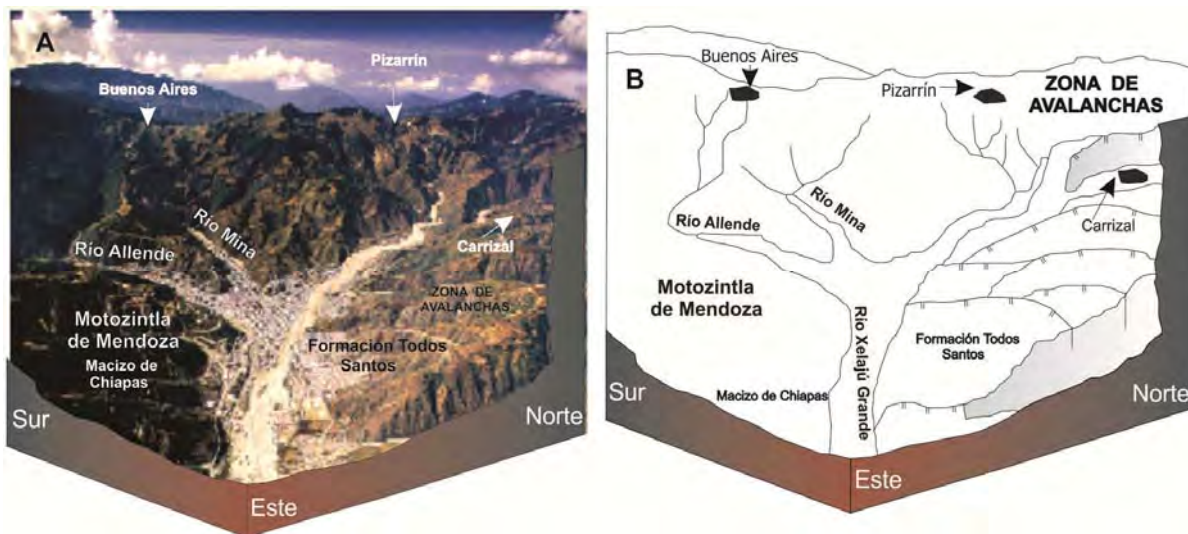 A
Buenos Aires
Pizarrín
Río Allende
Río Mina
Carrizal
ZONA DE
AVALANCHAS
Motozintla
de Mendoza
Macizo de
Chiapas
Formación Todos
Santos
Sur
Norte
Este
B
Buenos Aires
Pizarrín
ZONA DE
AVALANCHAS
Río Mina
Río Allende
Carrizal
Motozintla
de Mendoza
Río Xelajú Grande
Formación Todos
Santos
Macizo de Chiapas
Sur
Norte
Este